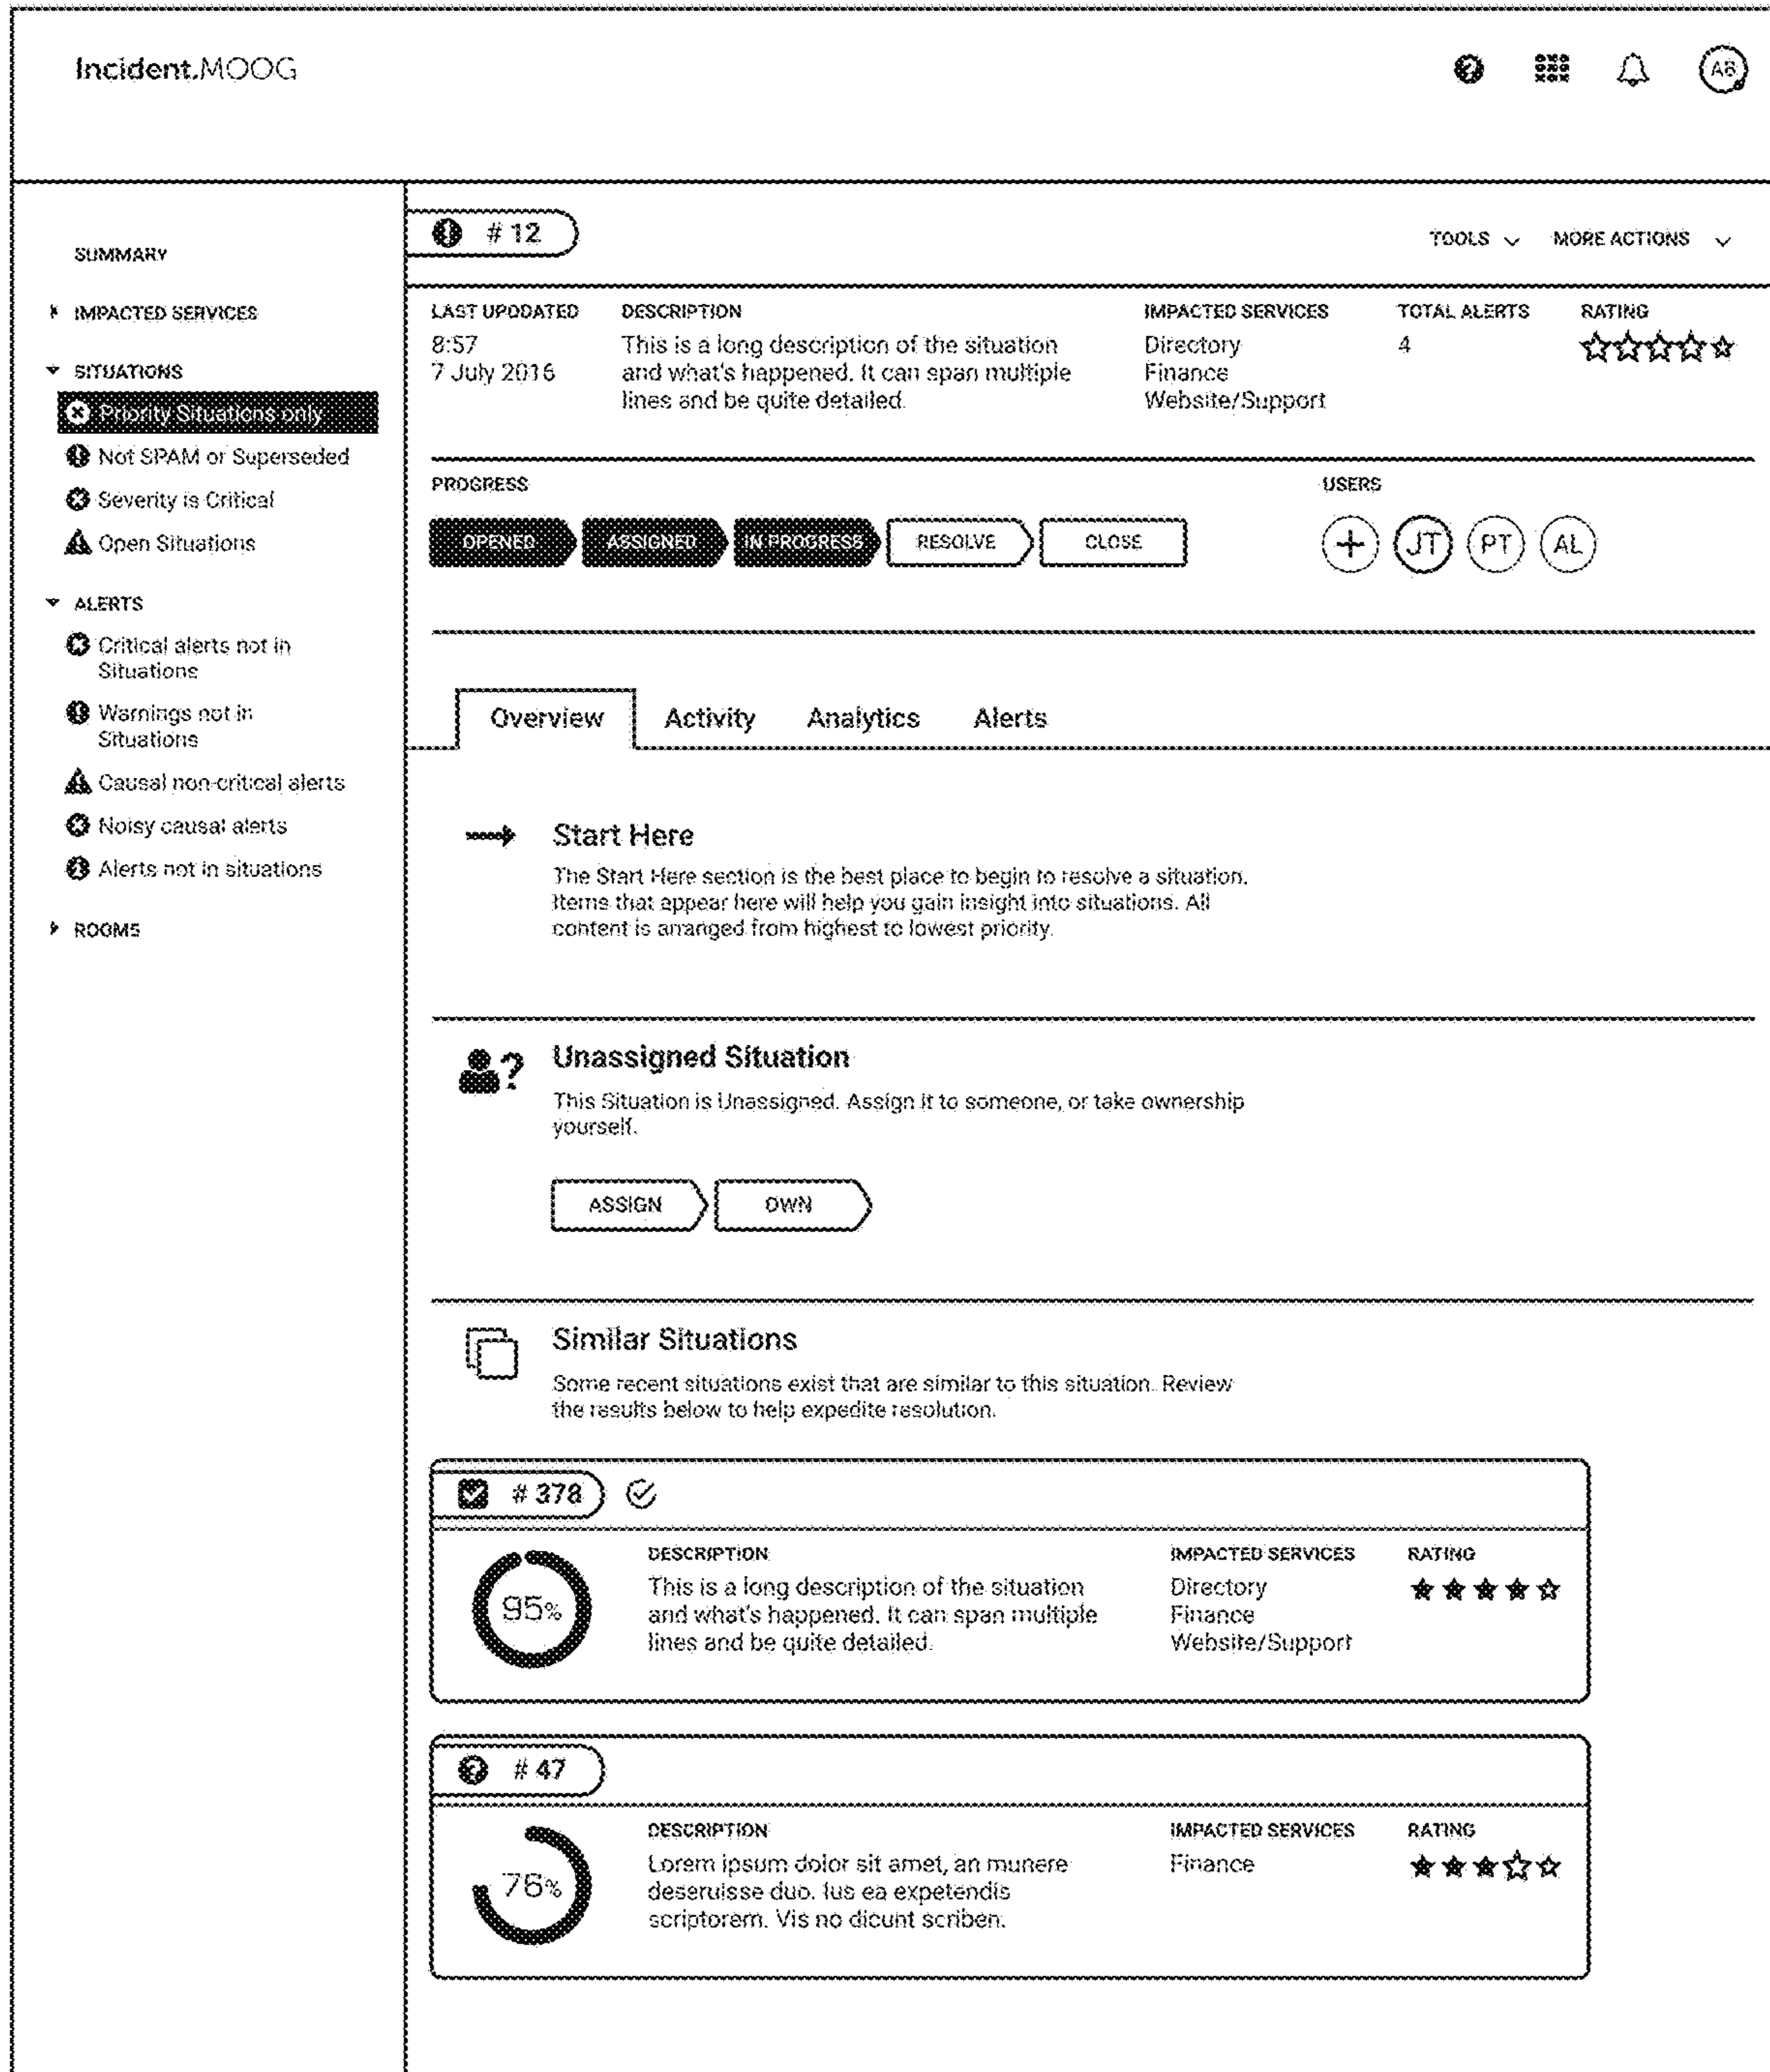 Incident.MOOG
AB
SUMMARY
IMPACTED SERVICES
SITUATIONS
Priority Situations only
Not SPAM or Superseded
Severity is Critical
Open Situations
ALERTS
Critical alerts not in
Situations
Warnings not in
Situations
Causal non-critical alerts
Noisy causal alerts
Alerts not in situations
ROOMS
# 12
TOOLS MORE ACTIONS
LAST UPDDATED DESCRIPTION IMPACTED SERVICES TOTAL ALERTS RATING
8:57 This is a long description of the situation Directory 4
7 July 2016 and what's happened. It can span multiple Finance
lines and be quite detailed. Website/Support
PROGRESS USERS
OPENED ASSIGNED IN PROGRESS RESOLVE CLOSE + JT PT AL
Overview Activity Analytics Alerts
Start Here
The Start Here section is the best place to begin to resolve a situation.
Items that appear here will help you gain insight into situations. All
content is arranged from highest to lowest priority.
?
Unassigned Situation
This Situation is Unassigned. Assign it to someone, or take ownership
yourself.
ASSIGN OWN
Similar Situations
Some recent situations exist that are similar to this situation. Review
the results below to help expedite resolution.
# 378
DESCRIPTION IMPACTED SERVICES RATING
95% This is a long description of the situation Directory
and what's happened. It can span multiple Finance
lines and be quite detailed. Website/Support
# 47
DESCRIPTION IMPACTED SERVICES RATING
76% Lorem ipsum dolor sit amet, an munere Finance
deseruisse duo. Ius ea expetendis
scriptorem. Vis no dicunt scriben.